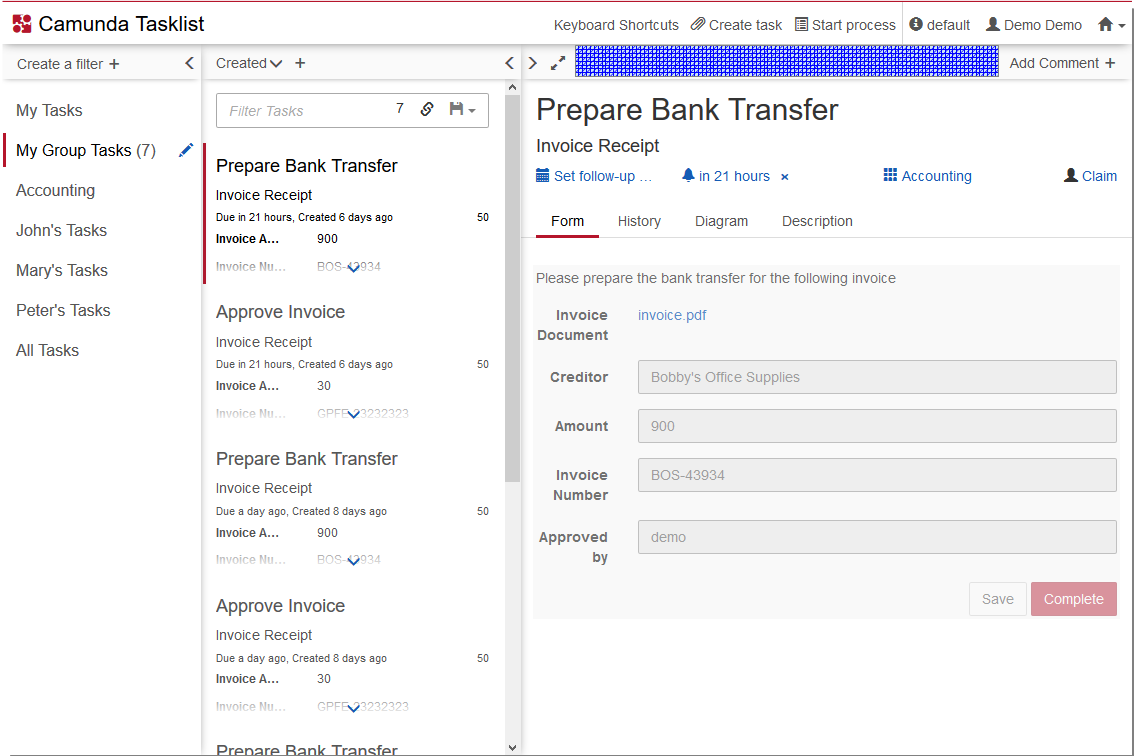 Camunda Tasklist
Keyboard Shortcuts Create task Start process default Demo Demo
Create a filter +
My Tasks
My Group Tasks (7)
Accounting
John's Tasks
Mary's Tasks
Peter's Tasks
All Tasks
Created +
Filter Tasks 7
Prepare Bank Transfer
Invoice Receipt
Due in 21 hours, Created 6 days ago 50
Invoice A... 900
Invoice Nu... BOS-43934
Approve Invoice
Invoice Receipt
Due in 21 hours, Created 6 days ago 50
Invoice A... 30
Invoice Nu... GPFE-23232323
Prepare Bank Transfer
Invoice Receipt
Due a day ago, Created 8 days ago 50
Invoice A... 900
Invoice Nu... BOS-43934
Approve Invoice
Invoice Receipt
Due a day ago, Created 8 days ago 50
Invoice A... 30
Invoice Nu... GPFE-23232323
Prepare Bank Transfer
Add Comment +
Prepare Bank Transfer
Invoice Receipt
Set follow-up ... in 21 hours × Accounting Claim
Form History Diagram Description
Please prepare the bank transfer for the following invoice
Invoice
Document
invoice.pdf
Creditor Bobby's Office Supplies
Amount 900
Invoice
Number
BOS-43934
Approved
by
demo
Save Complete